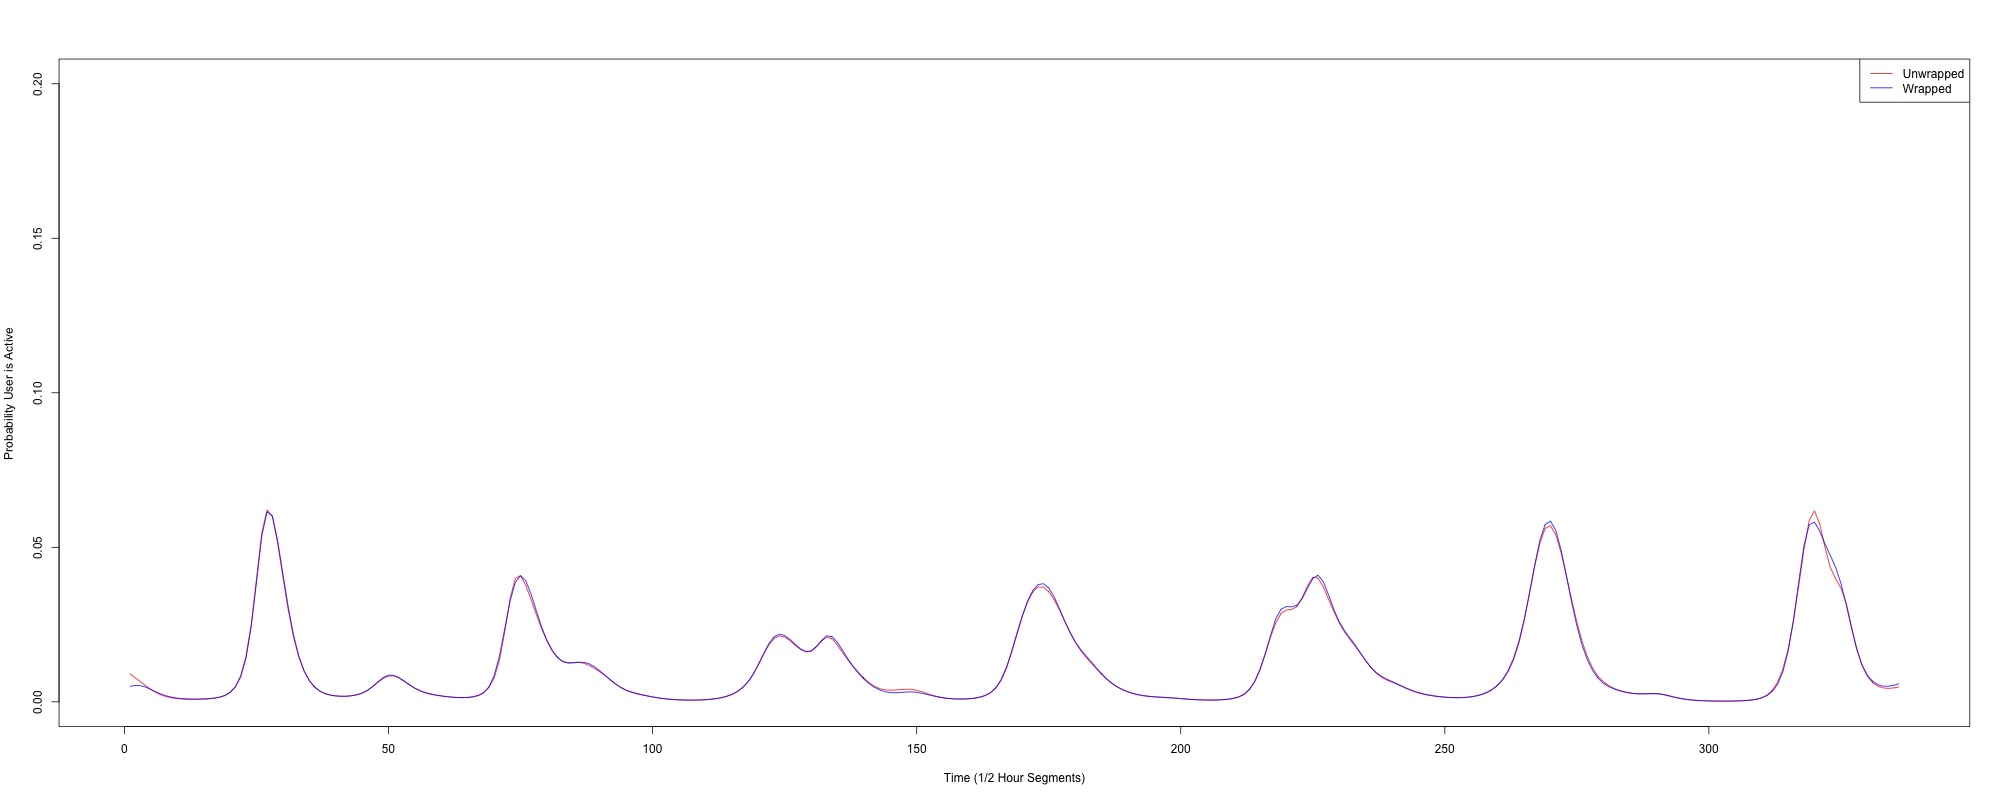 Unwrapped
Wrapped
0.20
0.15
0.10
0.05
0.00
Probability User is Active
0 50 100 150 200 250 300
Time (1/2 Hour Segments)